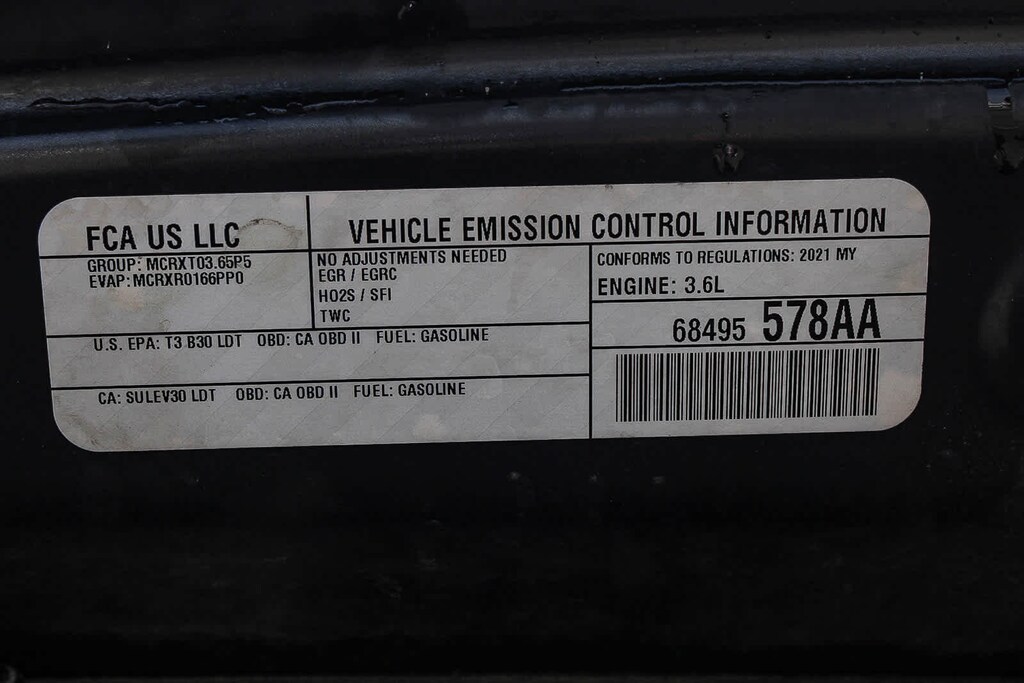 FCA US LLC
VEHICLE EMISSION CONTROL INFORMATION
GROUP: MCRXT03.65P5
EVAP: MCRXR0166PP0
NO ADJUSTMENTS NEEDED
EGR / EGRC
HO2S / SFI
TWC
CONFORMS TO REGULATIONS: 2021 MY
ENGINE: 3.6L
68495 578AA
U.S. EPA: T3 B30 LDT OBD: CA OBD II FUEL: GASOLINE
CA: SULEV30 LDT OBD: CA OBD II FUEL: GASOLINE